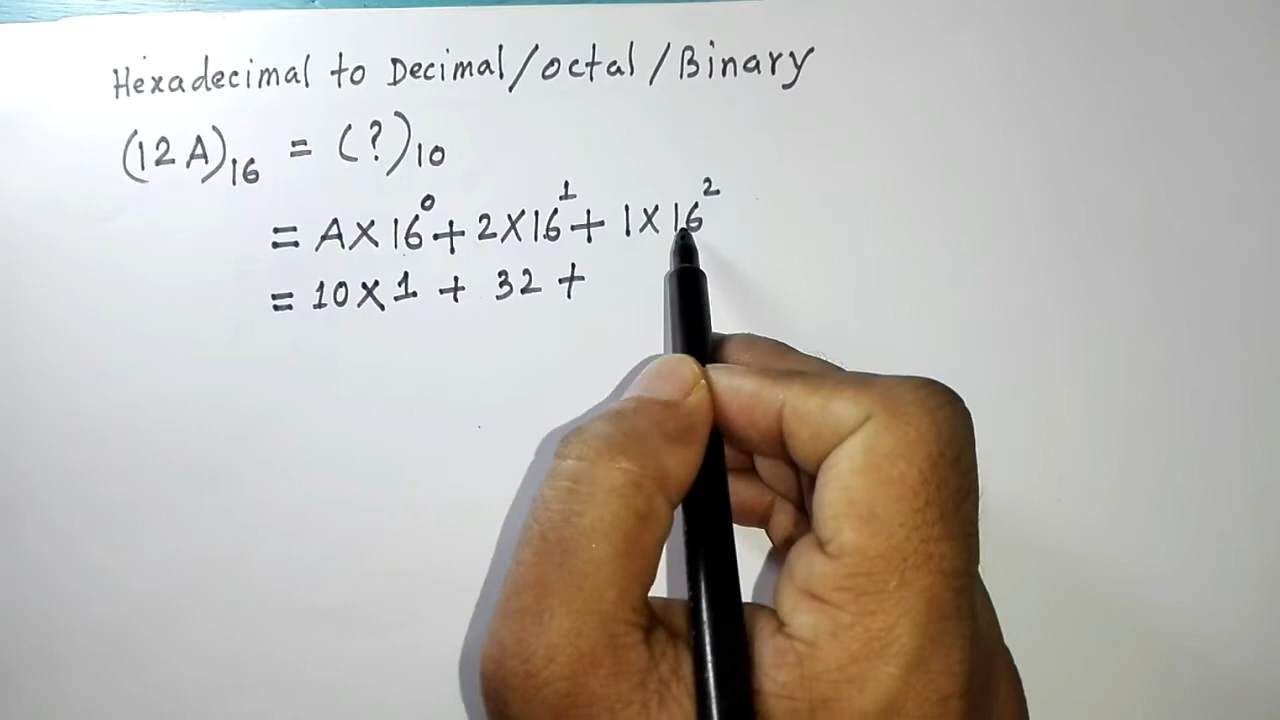 Hexadecimal to Decimal/octal/Binary
(12A)₁₆ = (?)₁₀
= A×16⁰+2×16¹+1×16²
= 10×1 + 32 +